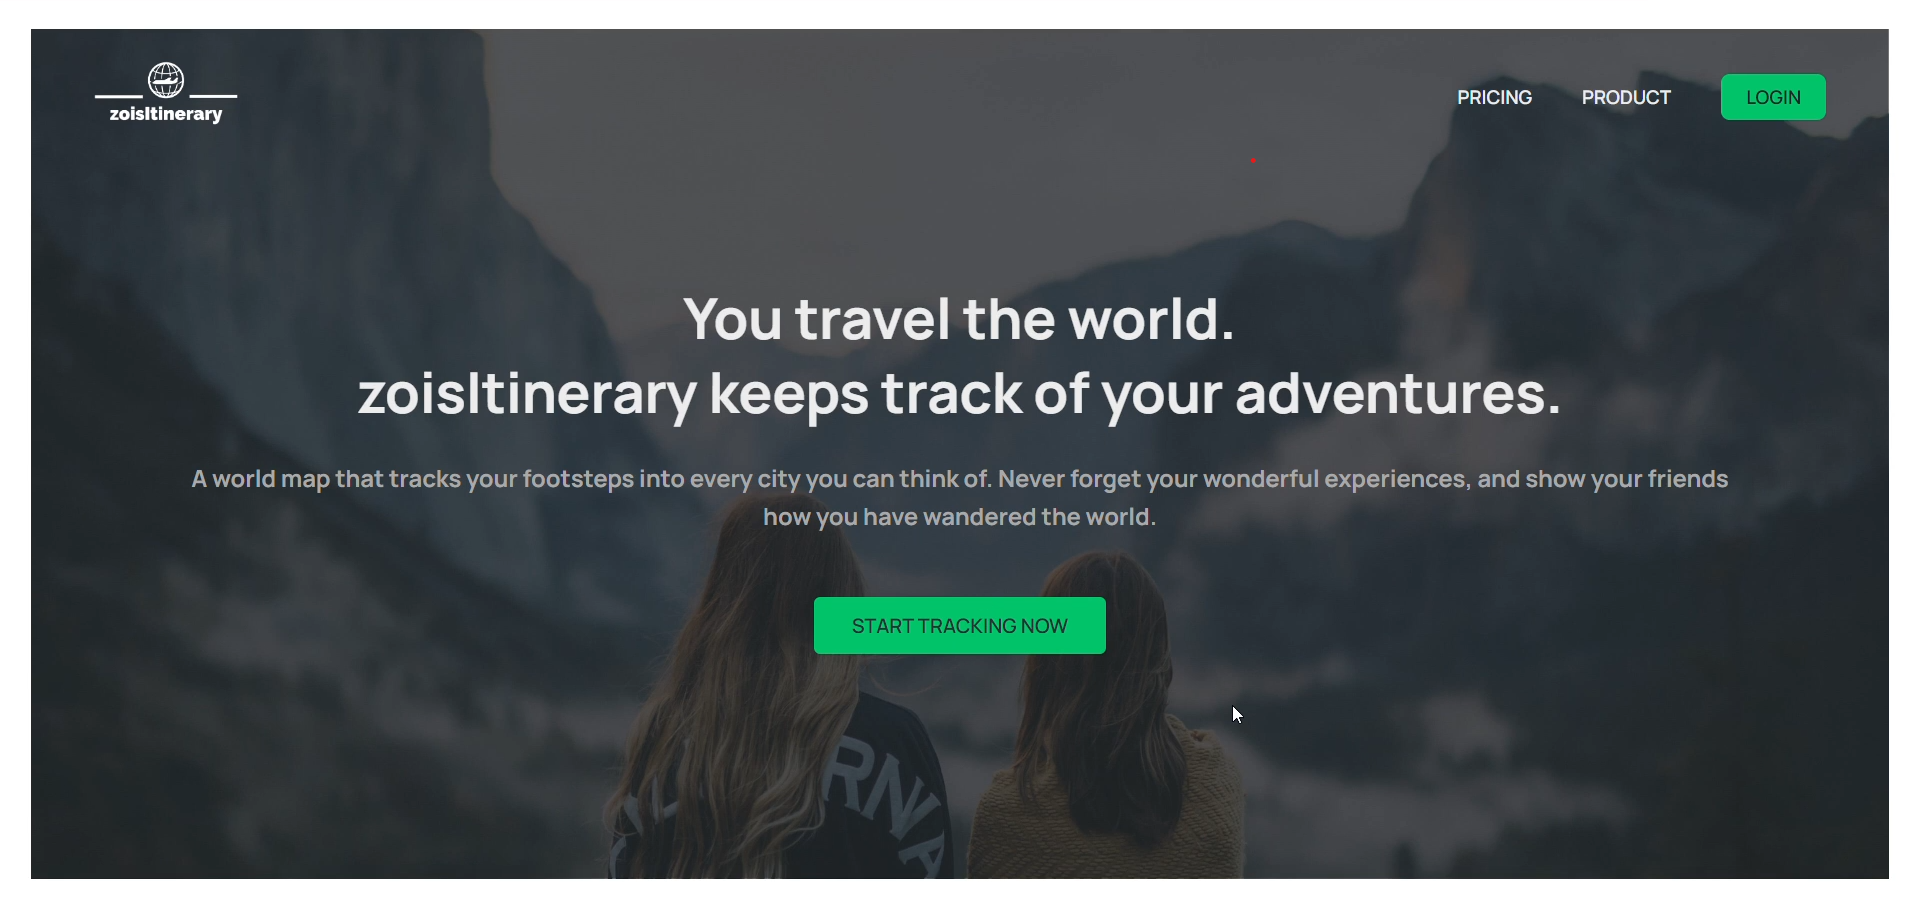 zoisItinerary
PRICING
PRODUCT
LOGIN
You travel the world.
zoisItinerary keeps track of your adventures.
A world map that tracks your footsteps into every city you can think of. Never forget your wonderful experiences, and show your friends
how you have wandered the world.
START TRACKING NOW
RNA